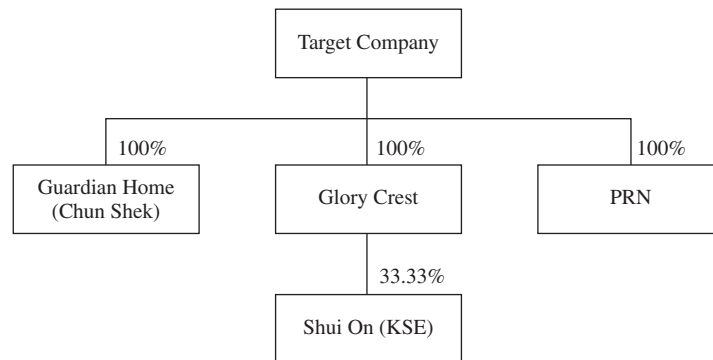 Target Company
100%
100%
100%
Guardian Home
(Chun Shek)
Glory Crest
PRN
33.33%
Shui On (KSE)